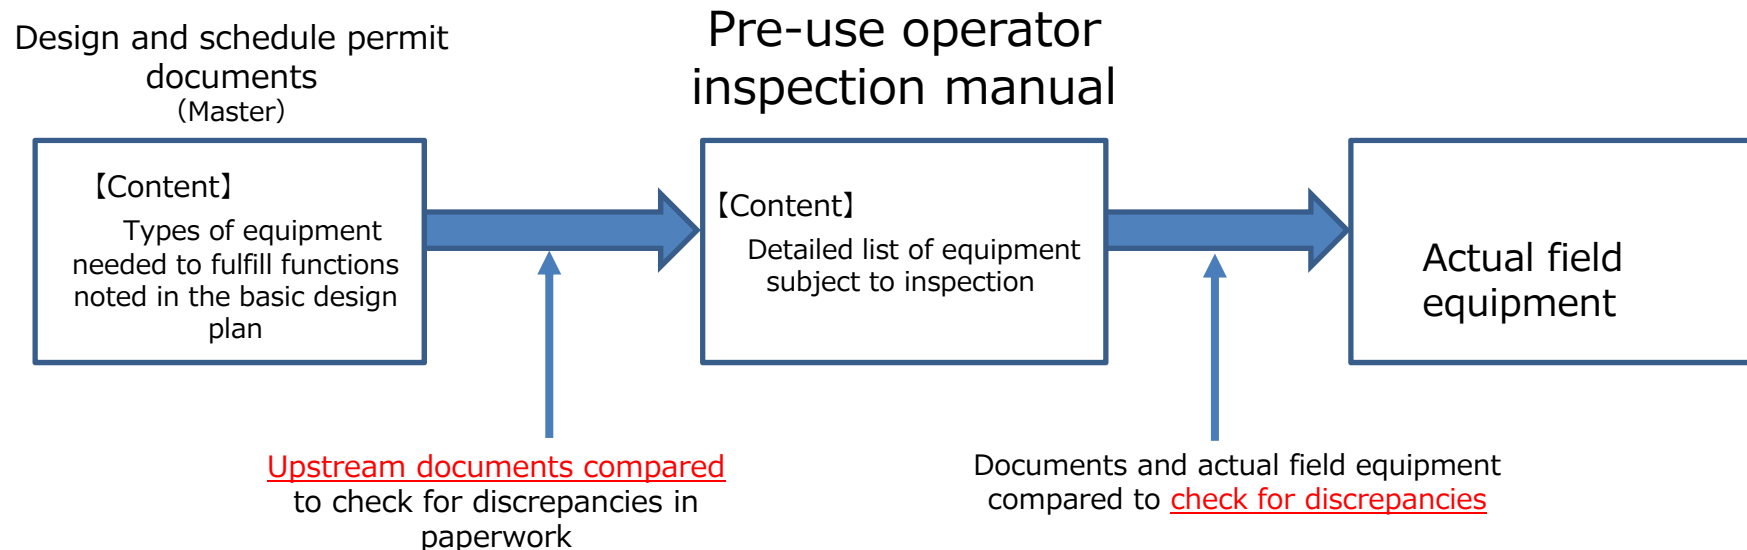 Design and schedule permit
documents
（Master）
【Content】
Types of equipment
needed to fulfill functions
noted in the basic design
plan
Upstream documents compared
to check for discrepancies in
paperwork
Pre-use operator
inspection manual
【Content】
Detailed list of equipment
subject to inspection
Documents and actual field equipment
compared to check for discrepancies
Actual field
equipment